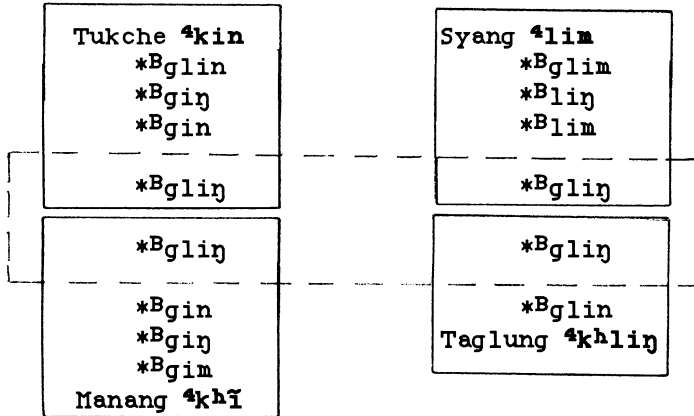 Tukche ⁴kin
*ᴮglin
*ᴮgiŋ
*ᴮgin
*ᴮgliŋ
Syang ⁴lim
*ᴮglim
*ᴮliŋ
*ᴮlim
*ᴮgliŋ
*ᴮgliŋ
*ᴮgin
*ᴮgiŋ
*ᴮgim
Manang ⁴kʰĩ
*ᴮgliŋ
*ᴮglin
Taglung ⁴kʰliŋ